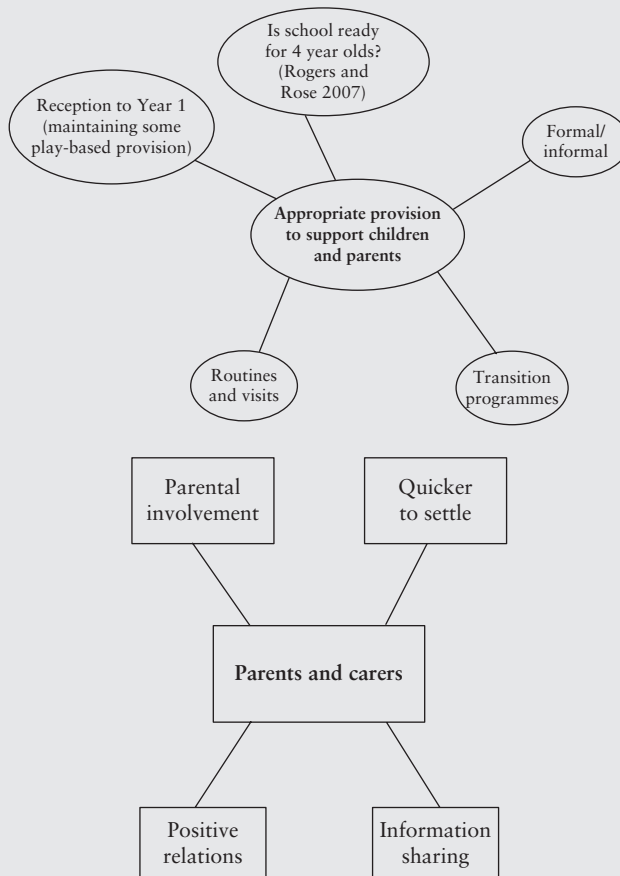 Is school ready
for 4 year olds?
(Rogers and
Rose 2007)
Reception to Year 1
(maintaining some
play-based provision)
Formal/
informal
Appropriate provision
to support children
and parents
Routines
and visits
Transition
programmes
Parental
involvement
Quicker
to settle
Parents and carers
Positive
relations
Information
sharing